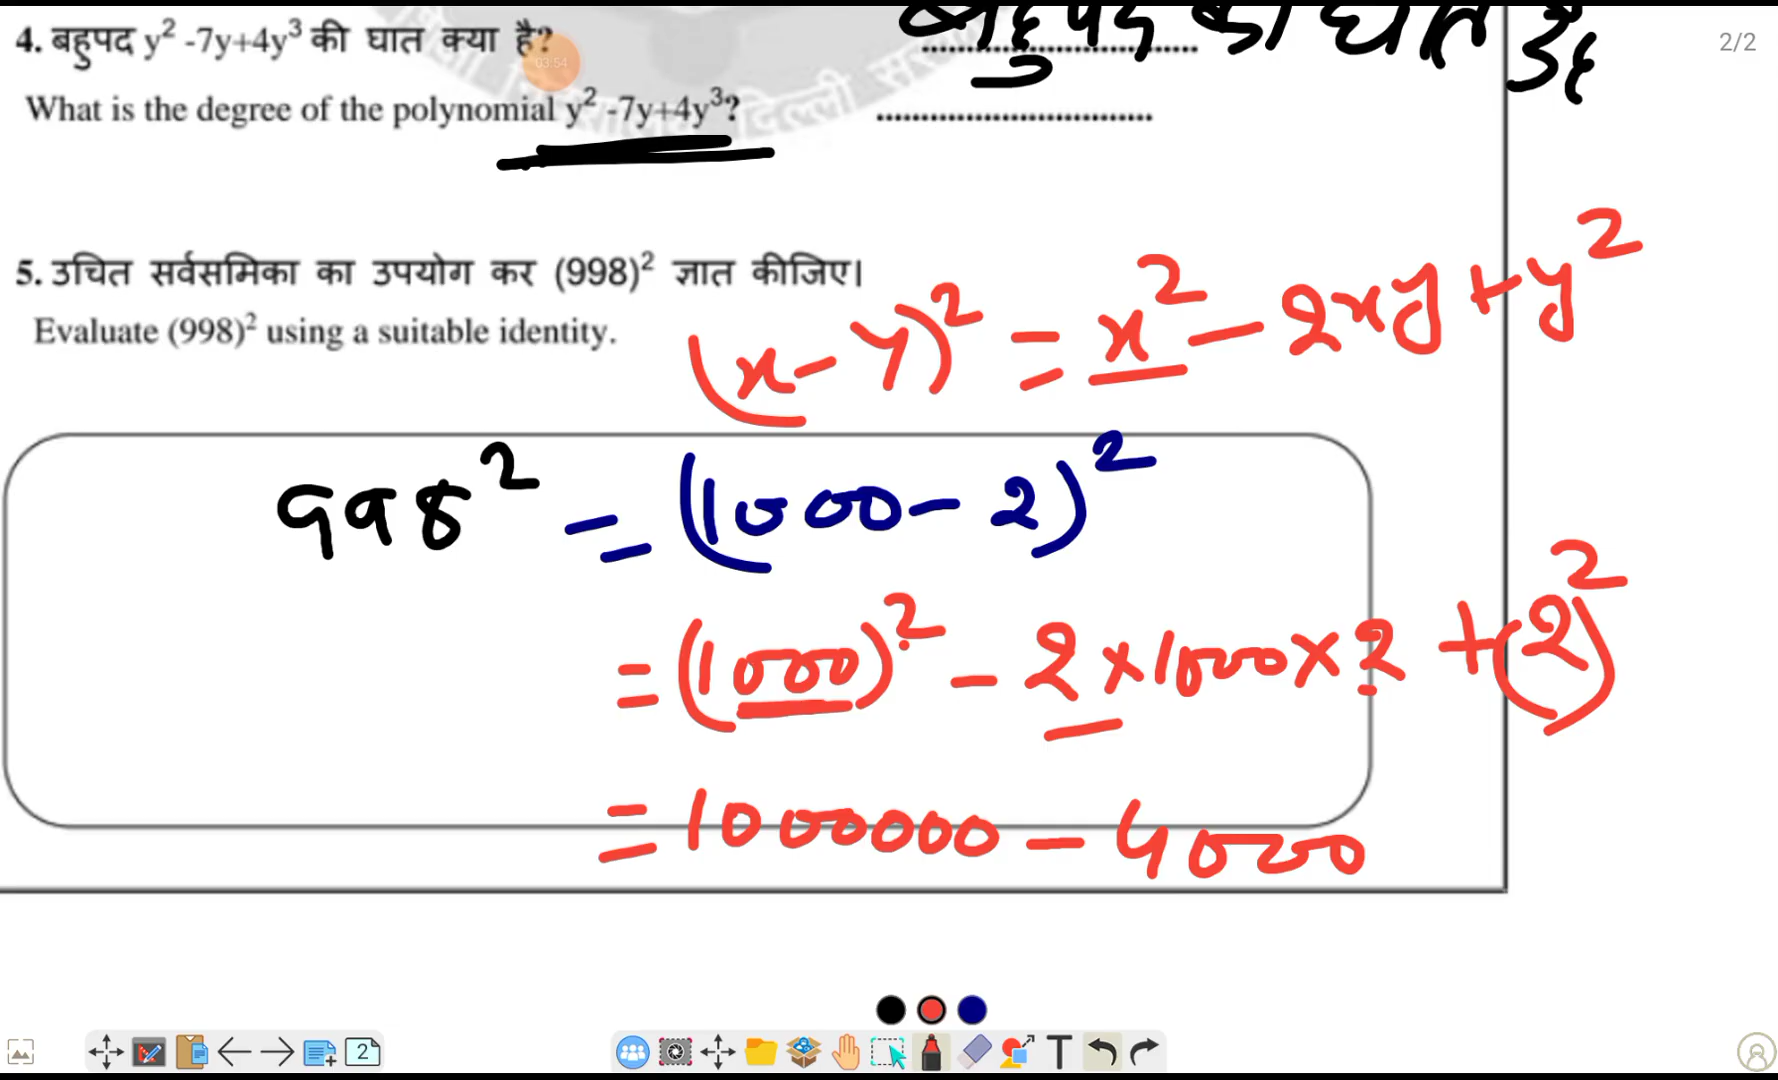 4. बहुपद y² -7y+4y³ की घात क्या है?
बहुपद की घात 3 है
2/2
03:54
What is the degree of the polynomial y² -7y+4y³?
दिल्ली
5. उचित सर्वसमिका का उपयोग कर (998)² ज्ञात कीजिए।
Evaluate (998)² using a suitable identity.
(x-y)² = x² - 2xy + y²
998² = (1000-2)²
= (1000)² - 2×1000×2 + (2)²
= 1000000 - 4000
2
T